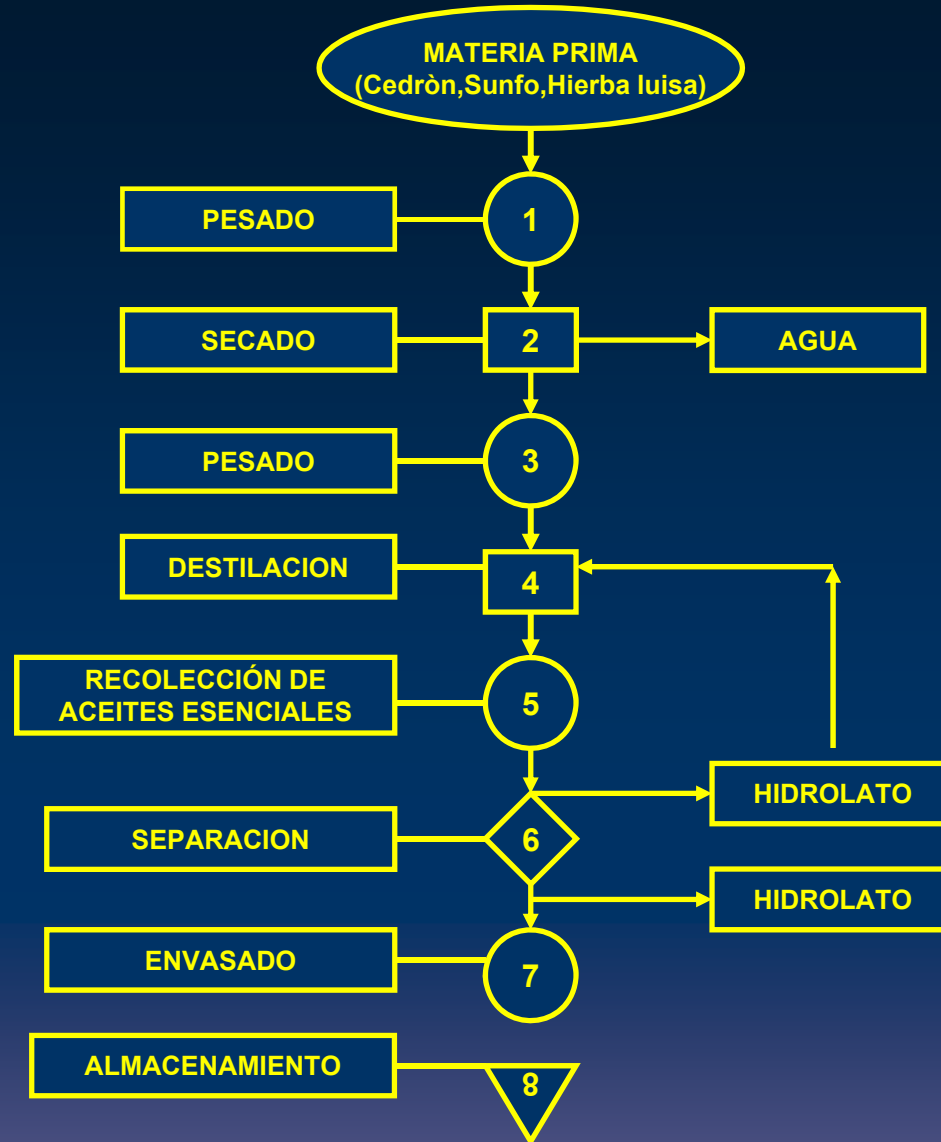 MATERIA PRIMA
(Cedròn,Sunfo,Hierba luisa)
PESADO
1
SECADO
2
AGUA
PESADO
3
DESTILACION
4
RECOLECCIÓN DE
ACEITES ESENCIALES
5
HIDROLATO
SEPARACION
6
HIDROLATO
ENVASADO
7
ALMACENAMIENTO
8